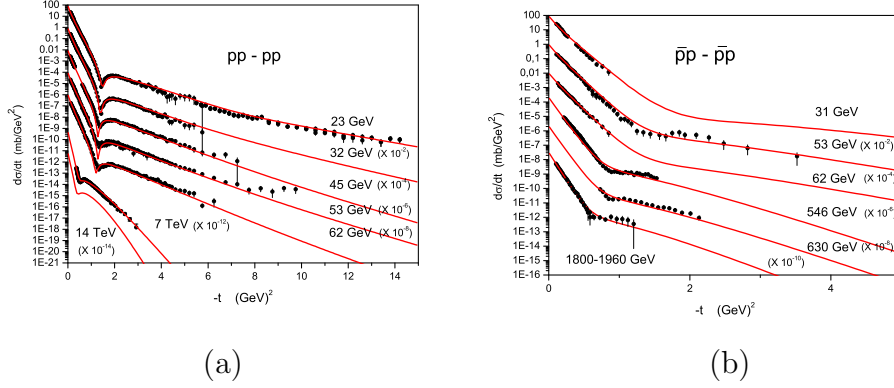 100
1
0.1
0.01
1E-3
1E-4
1E-5
1E-6
1E-7
1E-8
1E-9
1E-10
1E-11
1E-12
1E-13
1E-14
1E-15
1E-16
1E-17
1E-18
1E-19
1E-20
1E-21
dσ/dt (mb/GeV²)
pp - pp
23 GeV
32 GeV (X 10⁻²)
45 GeV (X 10⁻⁴)
53 GeV (X 10⁻⁶)
62 GeV (X 10⁻⁸)
7 TeV (X 10⁻¹²)
14 TeV
(X 10⁻¹⁴)
0 2 4 6 8 10 12 14
-t (GeV)²
(a)
100
10
1
0.1
0.01
1E-3
1E-4
1E-5
1E-6
1E-7
1E-8
1E-9
1E-10
1E-11
1E-12
1E-13
1E-14
1E-15
1E-16
dσ/dt (mb/GeV²)
p̄p - p̄p
31 GeV
53 GeV (X 10⁻²)
62 GeV (X 10⁻⁴)
546 GeV (X 10⁻⁶)
630 GeV (X 10⁻⁸)
1800-1960 GeV
(X 10⁻¹⁰)
0 2 4
-t (GeV)²
(b)